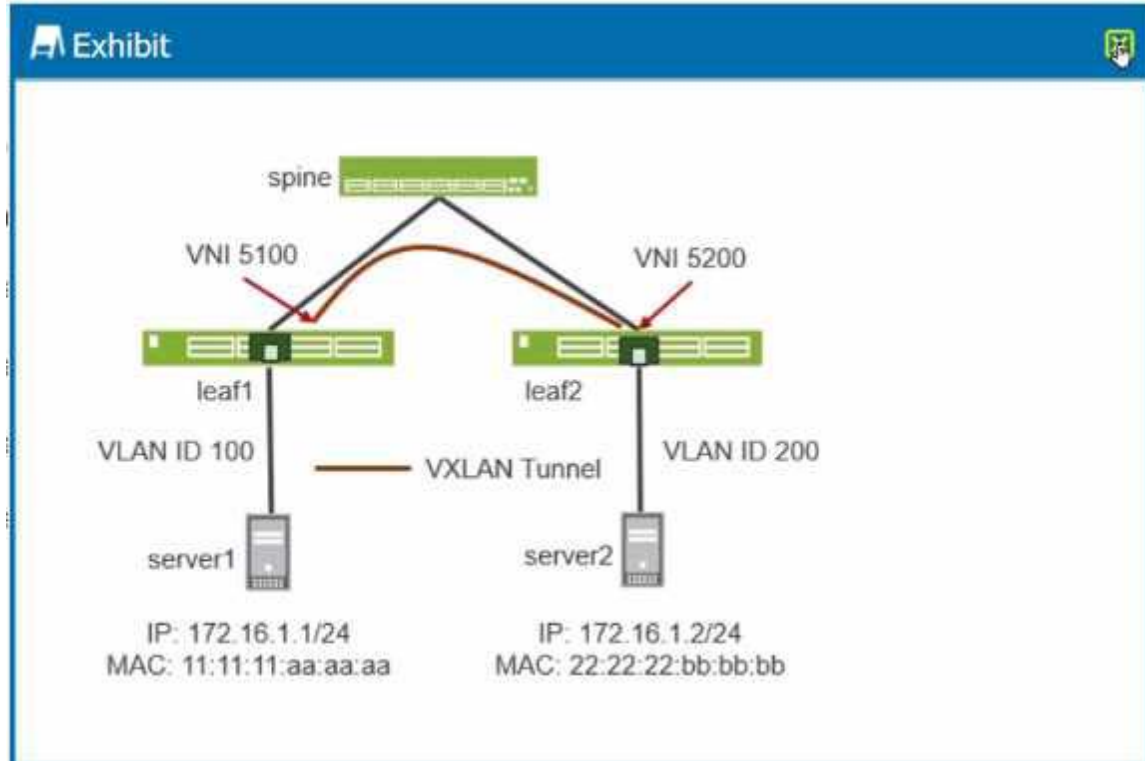 Exhibit
spine
VNI 5100
VNI 5200
leaf1
leaf2
VLAN ID 100
VXLAN Tunnel
VLAN ID 200
server1
server2
IP: 172.16.1.1/24
MAC: 11:11:11:aa:aa:aa
IP: 172.16.1.2/24
MAC: 22:22:22:bb:bb:bb